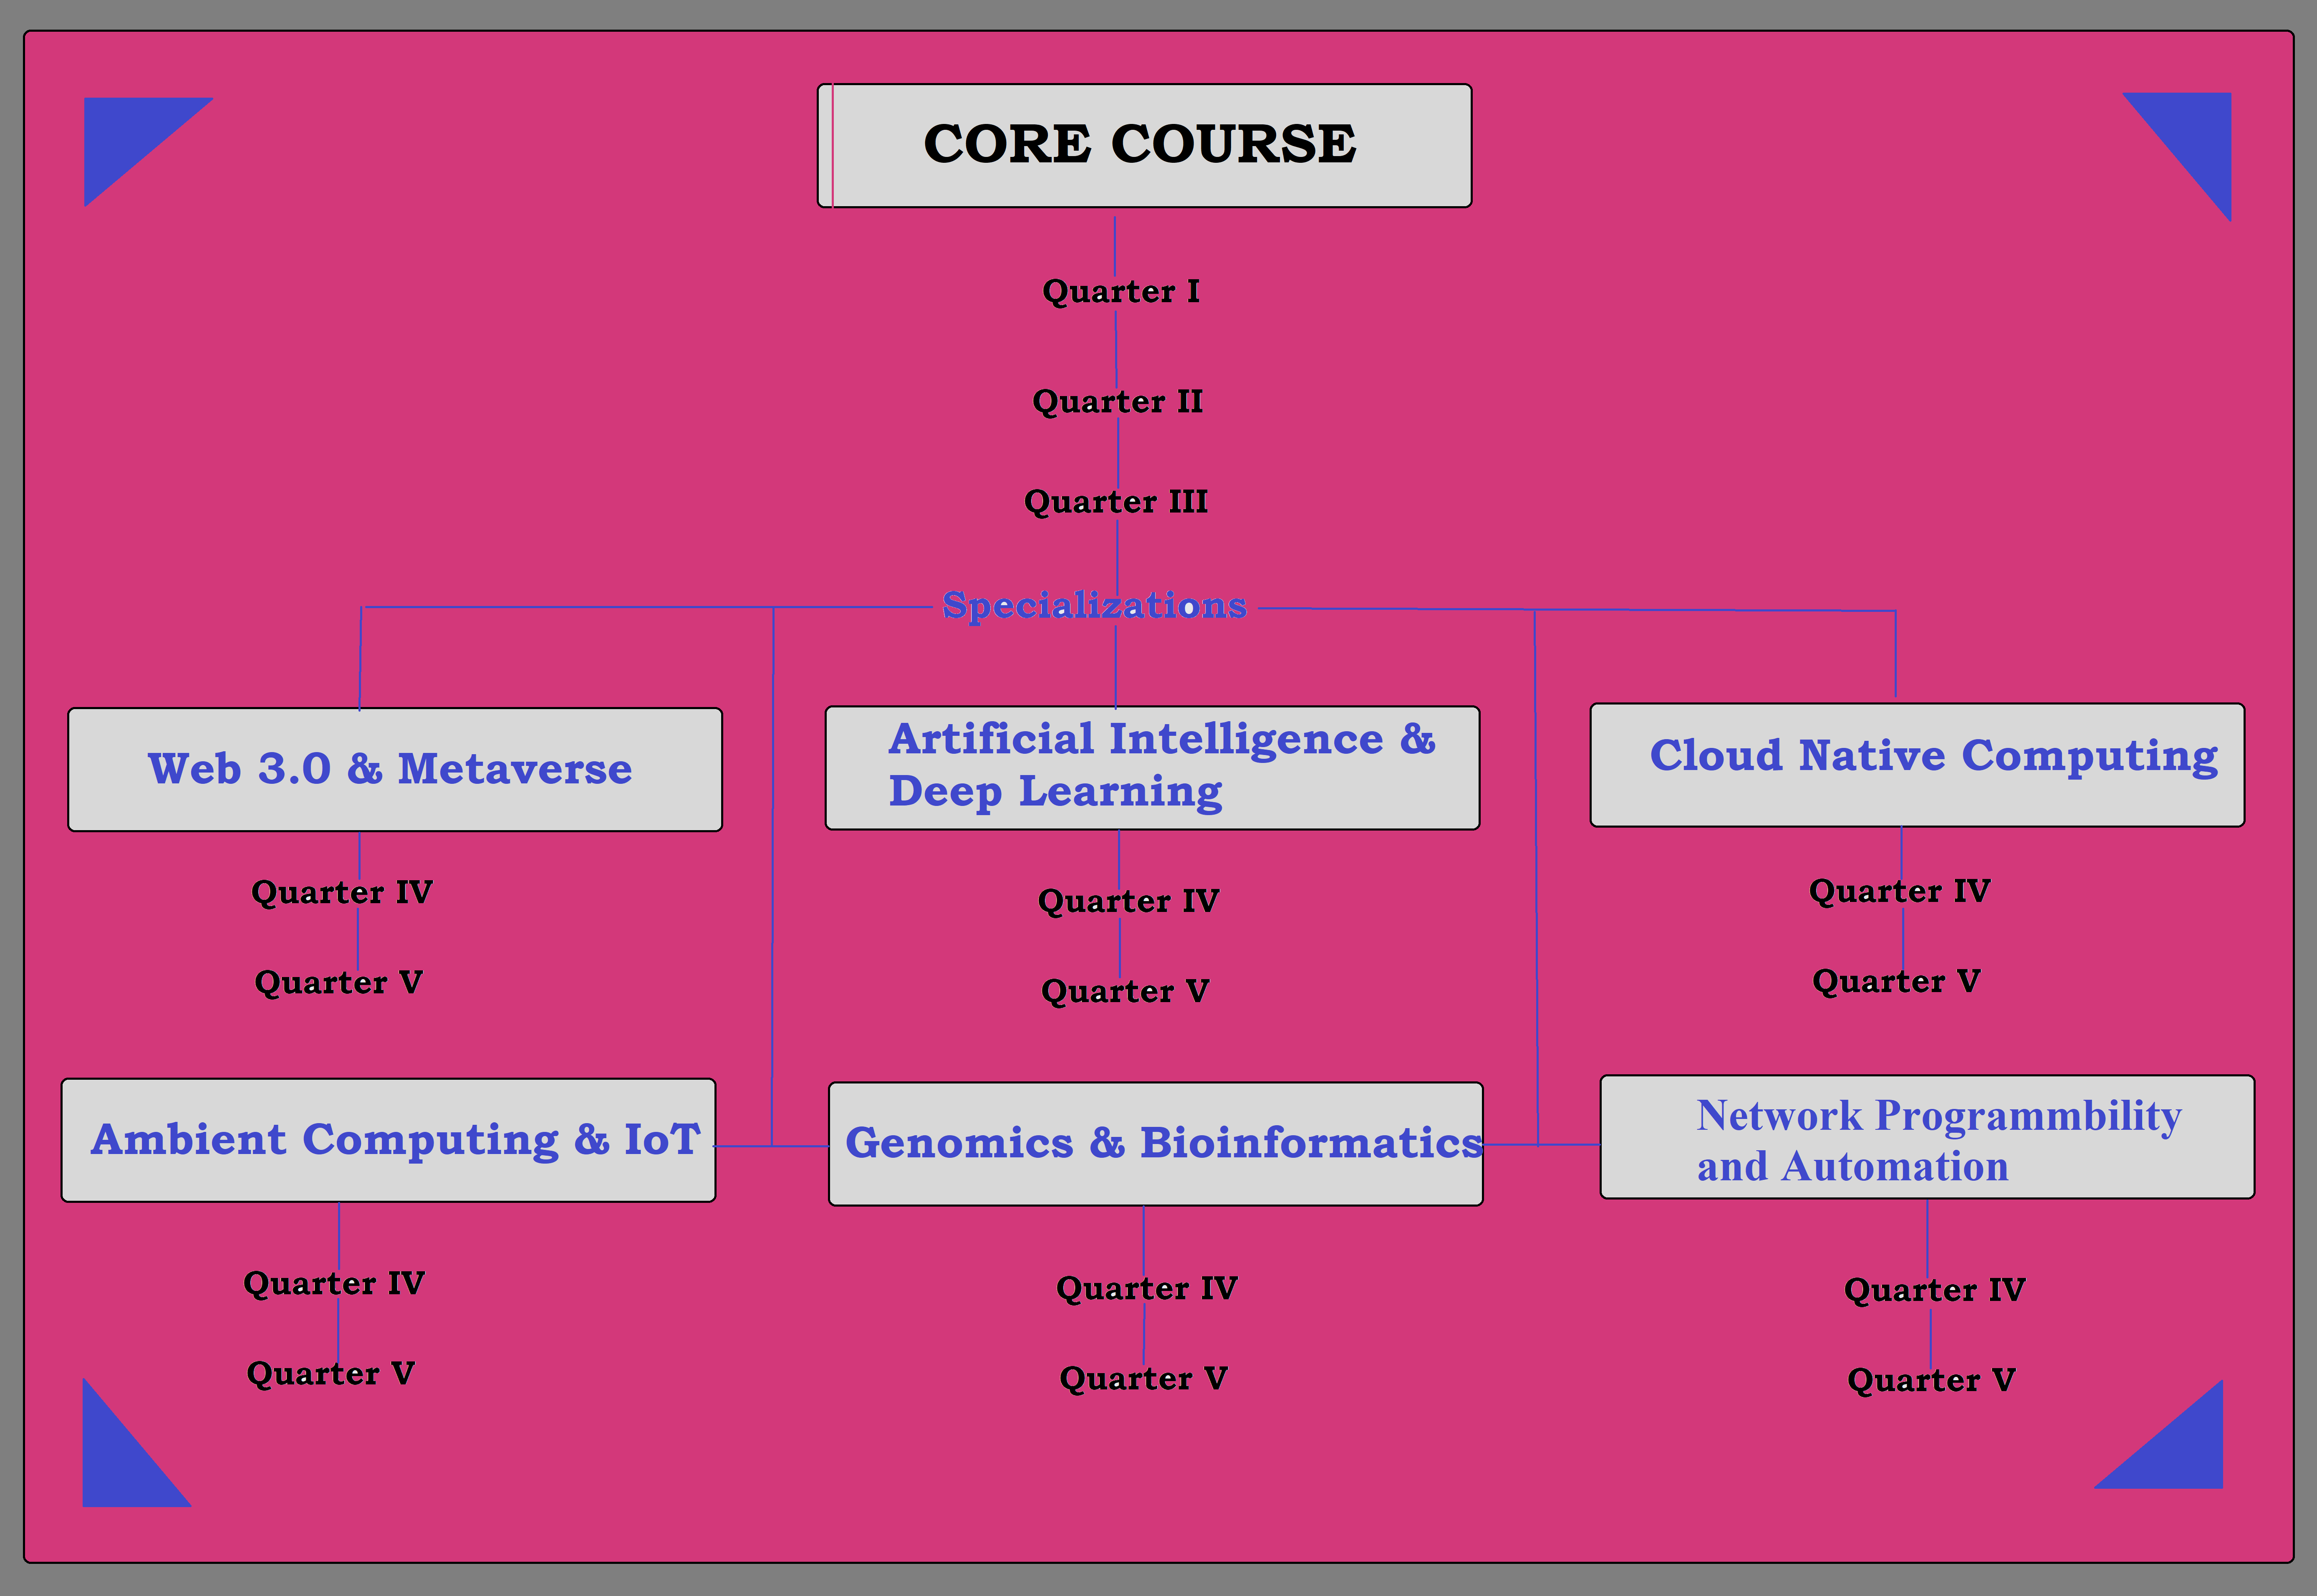 CORE COURSE
Quarter I
Quarter II
Quarter III
Specializations
Web 3.0 & Metaverse
Artificial Intelligence &
Deep Learning
Cloud Native Computing
Quarter IV
Quarter IV
Quarter IV
Quarter V
Quarter V
Quarter V
Ambient Computing & IoT
Genomics & Bioinformatics
Network Programmbility
and Automation
Quarter IV
Quarter IV
Quarter IV
Quarter V
Quarter V
Quarter V